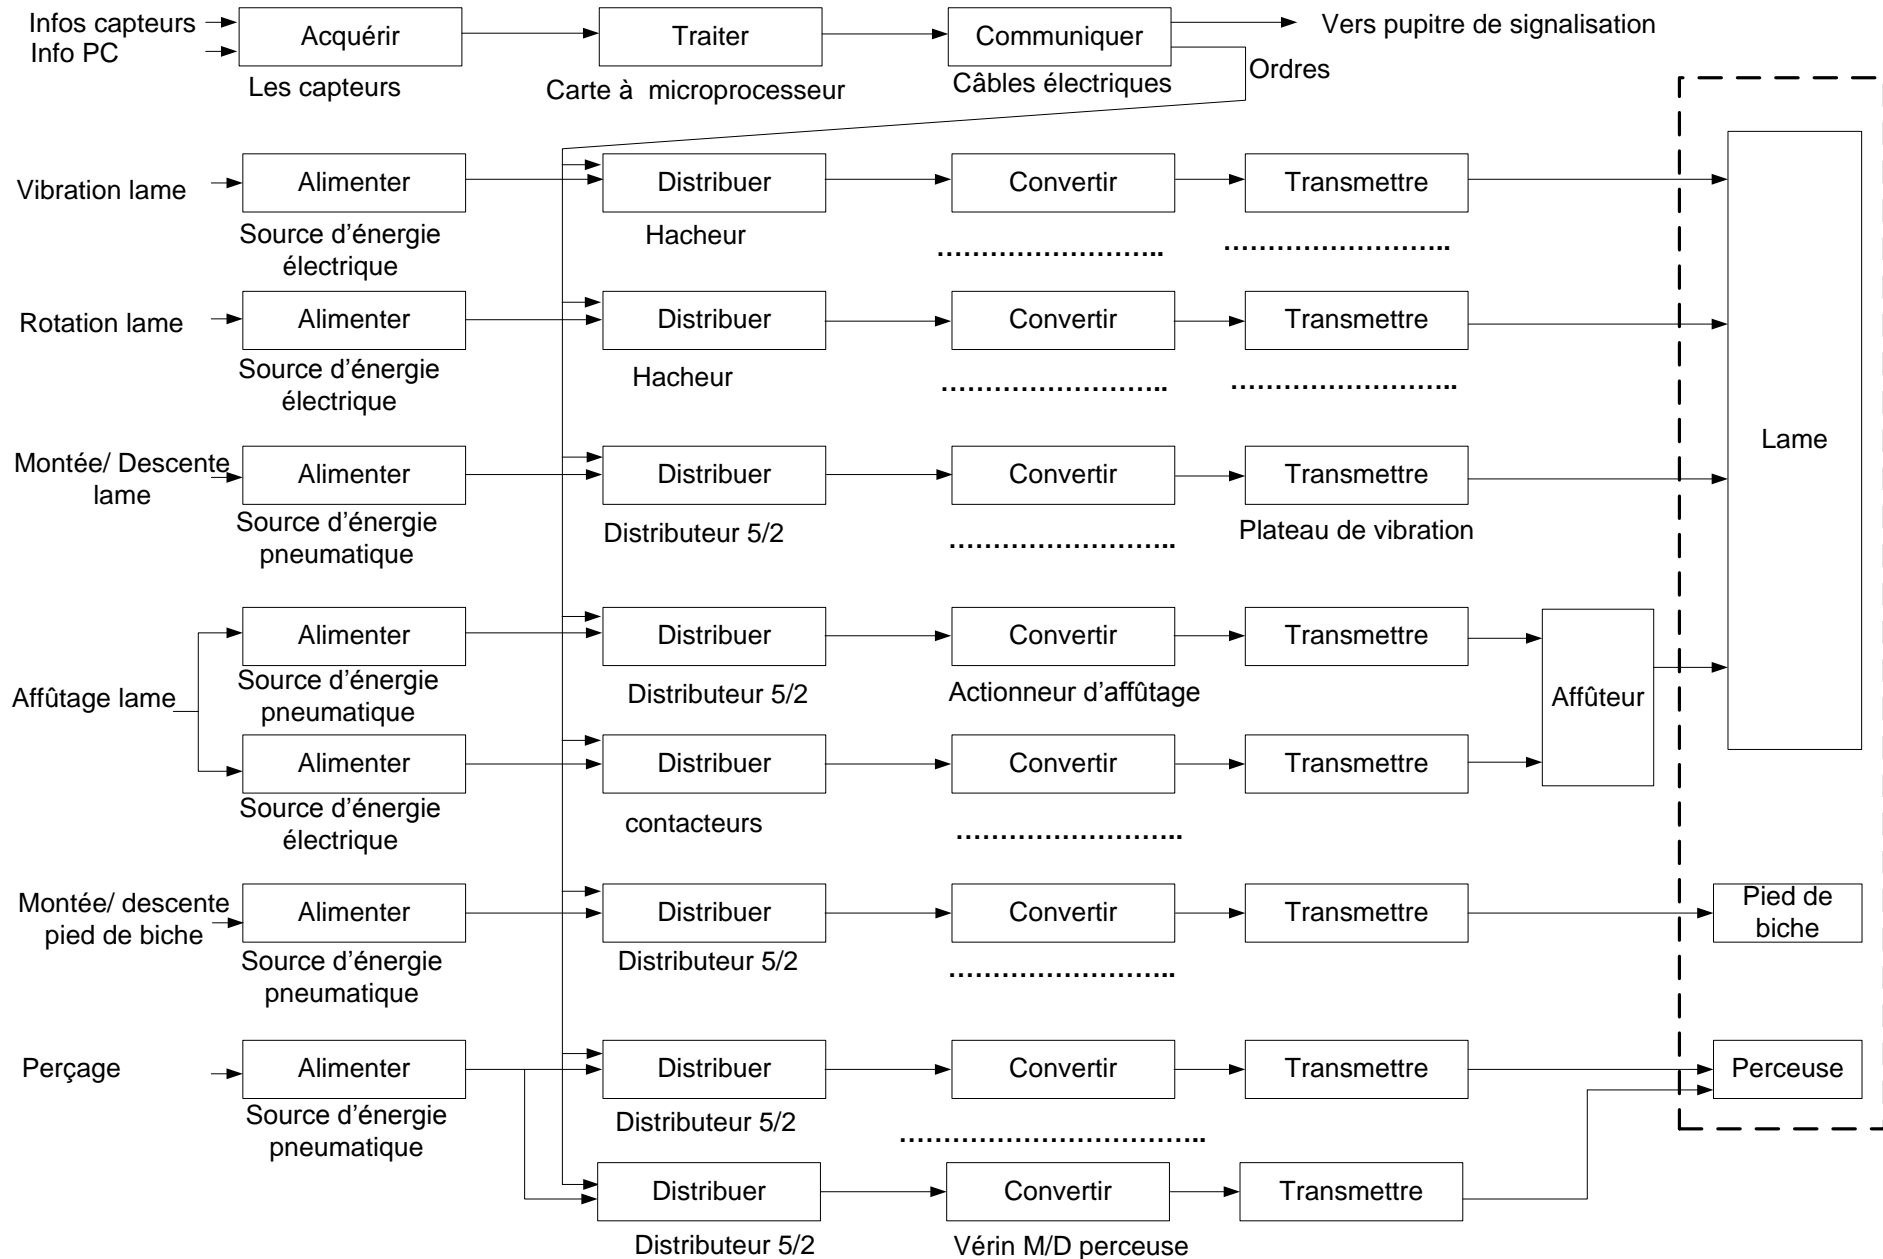 Infos capteurs
Info PC
Acquérir
Traiter
Communiquer
Vers pupitre de signalisation
Les capteurs
Carte à microprocesseur
Câbles électriques
Ordres
Vibration lame
Alimenter
Distribuer
Convertir
Transmettre
Source d'énergie
électrique
Hacheur
……………………..
……………………..
Rotation lame
Alimenter
Distribuer
Convertir
Transmettre
Source d'énergie
électrique
Hacheur
……………………..
……………………..
Lame
Montée/ Descente
lame
Alimenter
Distribuer
Convertir
Transmettre
Source d'énergie
pneumatique
Distributeur 5/2
……………………..
Plateau de vibration
Affûtage lame
Alimenter
Distribuer
Convertir
Transmettre
Source d'énergie
pneumatique
Distributeur 5/2
Actionneur d'affûtage
Affûteur
Alimenter
Distribuer
Convertir
Transmettre
Source d'énergie
électrique
contacteurs
……………………..
Montée/ descente
pied de biche
Alimenter
Distribuer
Convertir
Transmettre
Pied de
biche
Source d'énergie
pneumatique
Distributeur 5/2
……………………..
Perçage
Alimenter
Distribuer
Convertir
Transmettre
Perceuse
Source d'énergie
pneumatique
Distributeur 5/2
……………………………..
Distribuer
Convertir
Transmettre
Distributeur 5/2
Vérin M/D perceuse